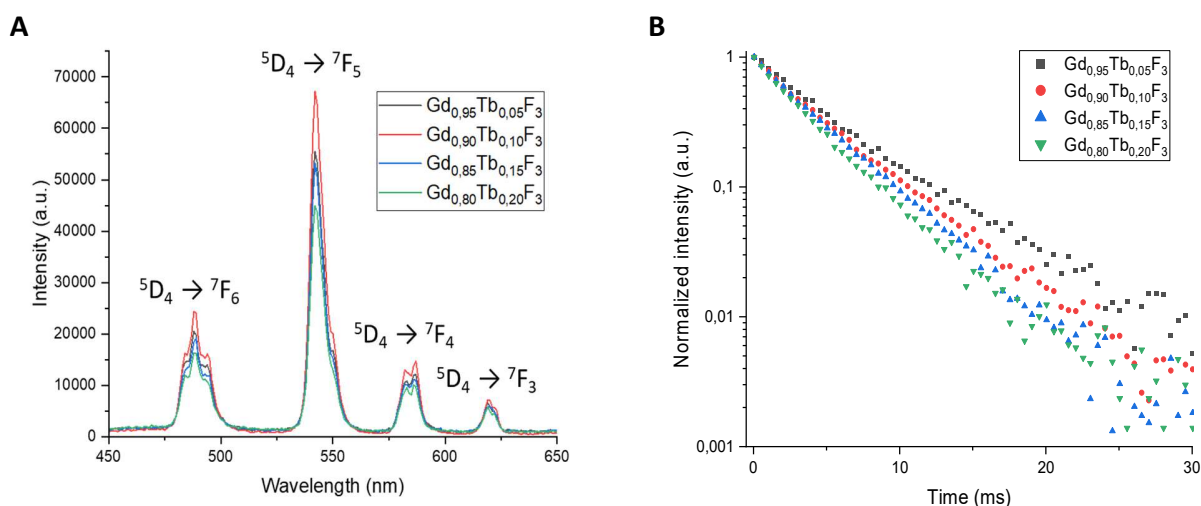 A
⁵D₄ → ⁷F₅
⁵D₄ → ⁷F₆
⁵D₄ → ⁷F₄
⁵D₄ → ⁷F₃
Gd₀,₉₅Tb₀,₀₅F₃
Gd₀,₉₀Tb₀,₁₀F₃
Gd₀,₈₅Tb₀,₁₅F₃
Gd₀,₈₀Tb₀,₂₀F₃
Intensity (a.u.)
70000
60000
50000
40000
30000
20000
10000
0
450
500
550
600
650
Wavelength (nm)
B
Gd₀,₉₅Tb₀,₀₅F₃
Gd₀,₉₀Tb₀,₁₀F₃
Gd₀,₈₅Tb₀,₁₅F₃
Gd₀,₈₀Tb₀,₂₀F₃
Normalized intensity (a.u.)
1
0,1
0,01
0,001
0
10
20
30
Time (ms)